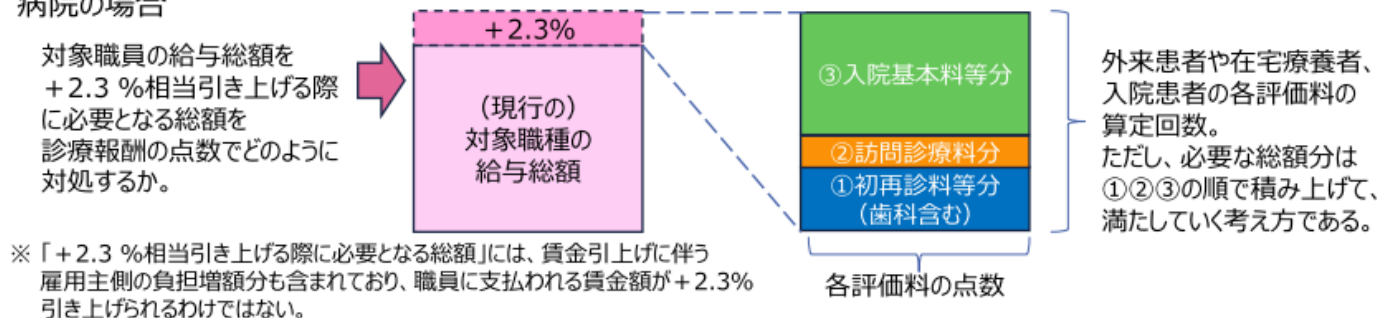 病院の場合
対象職員の給与総額を
＋2.3 %相当引き上げる際
に必要となる総額を
診療報酬の点数でどのように
対処するか。
＋2.3%
（現行の）
対象職種の
給与総額
③入院基本料等分
②訪問診療料分
①初再診料等分
（歯科含む）
各評価料の点数
外来患者や在宅療養者、
入院患者の各評価料の
算定回数。
ただし、必要な総額分は
①②③の順で積み上げて、
満たしていく考え方である。
※「＋2.3 %相当引き上げる際に必要となる総額」には、賃金引上げに伴う
雇用主側の負担増額分も含まれており、職員に支払われる賃金額が＋2.3%
引き上げられるわけではない。